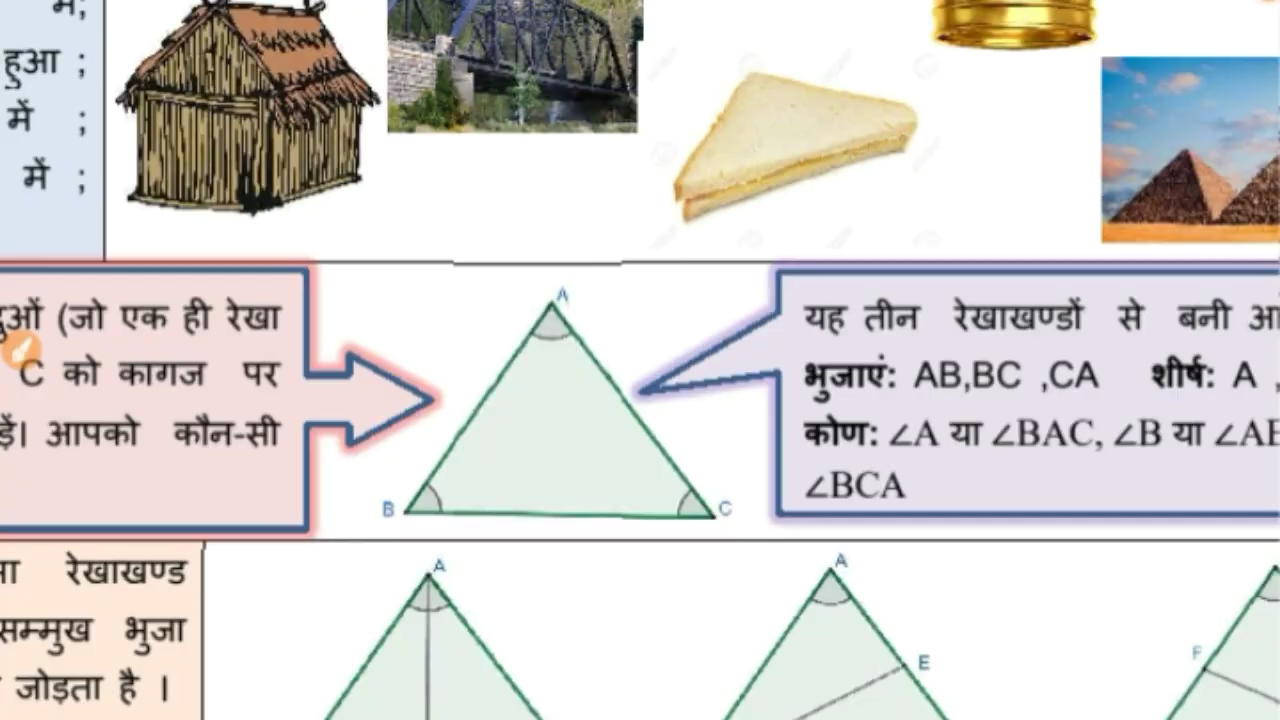 में;
हुआ ;
में ;
में ;
(जो एक ही रेखा
C को कागज पर
आपको कौन-सी
A
B
C
यह तीन रेखाखण्डों से बनी
भुजाएं: AB,BC ,CA शीर्ष: A ,
कोण: ∠A या ∠BAC, ∠B या
∠BCA
रेखाखण्ड
सम्मुख भुजा
जोड़ता है ।
A
A
E
F